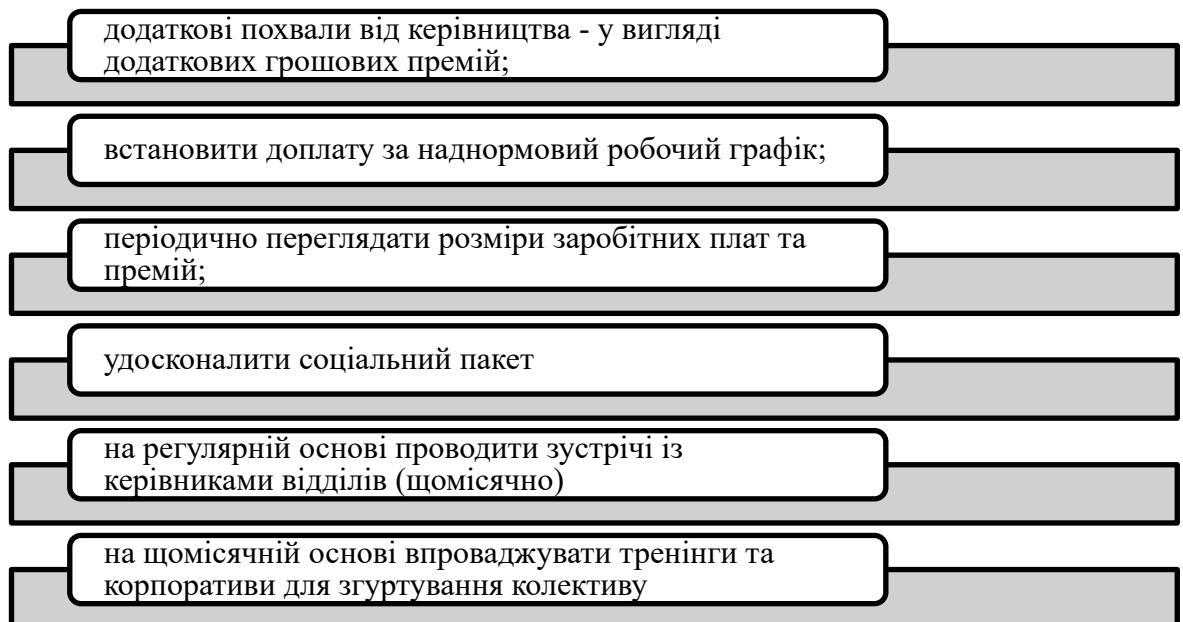 додаткові похвали від керівництва - у вигляді
додаткових грошових премій;
встановити доплату за наднормовий робочий графік;
періодично переглядати розміри заробітних плат та
премій;
удосконалити соціальний пакет
на регулярній основі проводити зустрічі із
керівниками відділів (щомісячно)
на щомісячній основі впроваджувати тренінги та
корпоративи для згуртування колективу